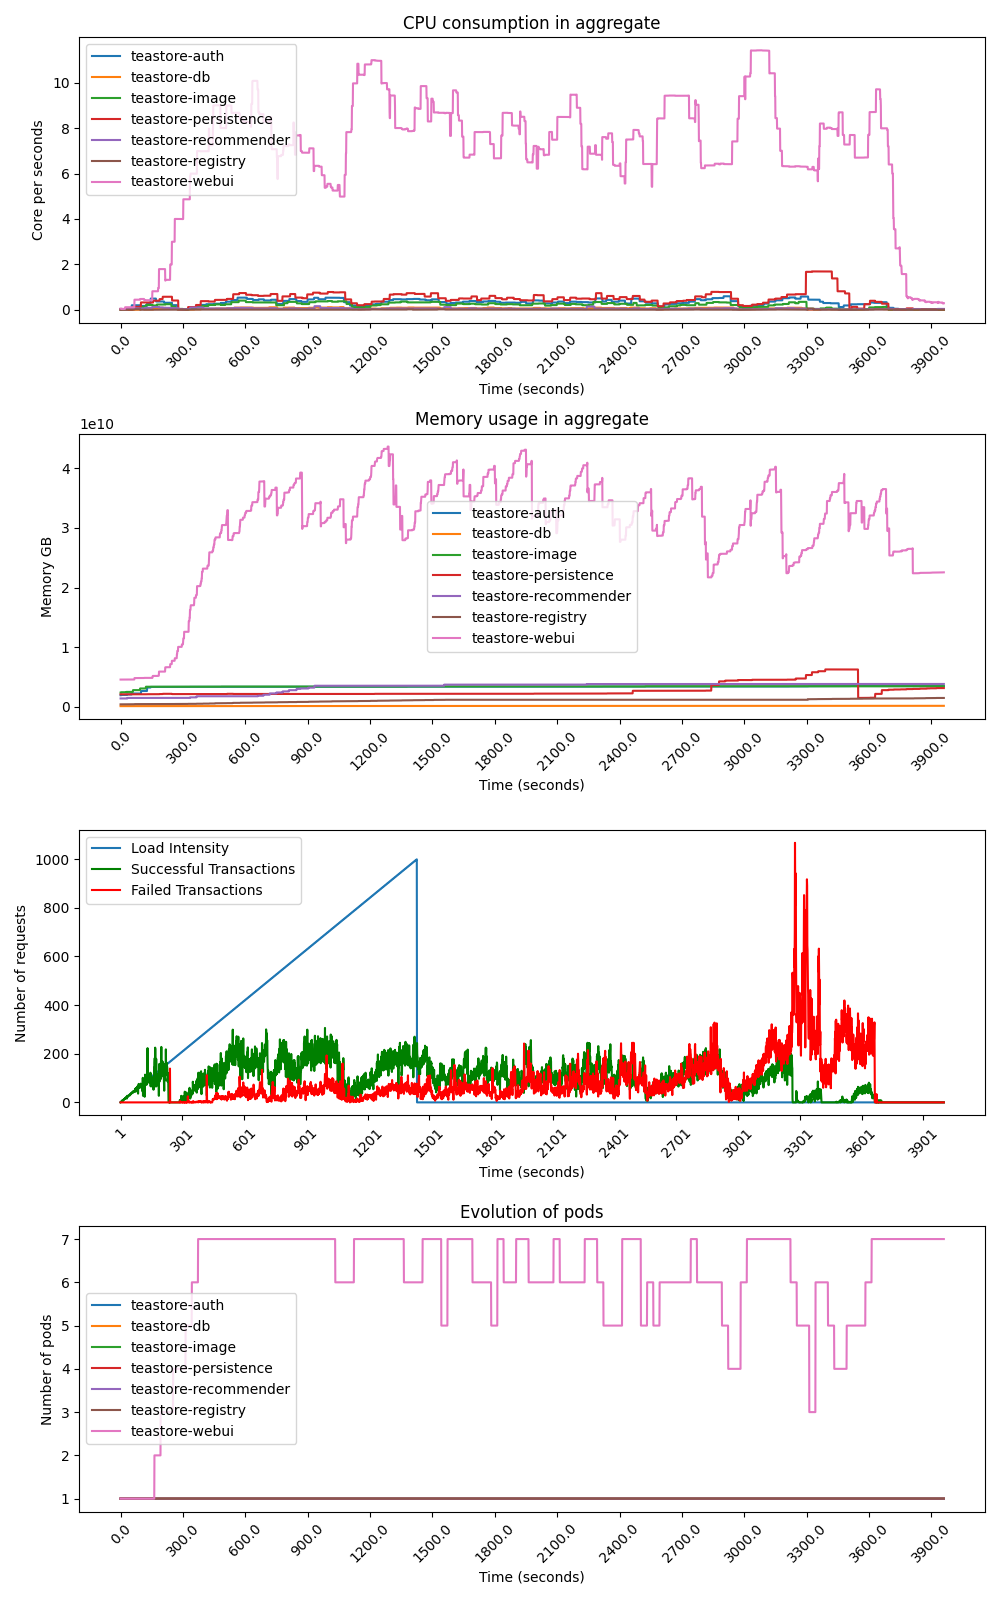 CPU consumption in aggregate
Core per seconds
10
8
6
4
2
0
teastore-auth
teastore-db
teastore-image
teastore-persistence
teastore-recommender
teastore-registry
teastore-webui
0.0 300.0 600.0 900.0 1200.0 1500.0 1800.0 2100.0 2400.0 2700.0 3000.0 3300.0 3600.0 3900.0
Time (seconds)
Memory usage in aggregate
1e10
Memory GB
4
3
2
1
0
teastore-auth
teastore-db
teastore-image
teastore-persistence
teastore-recommender
teastore-registry
teastore-webui
0.0 300.0 600.0 900.0 1200.0 1500.0 1800.0 2100.0 2400.0 2700.0 3000.0 3300.0 3600.0 3900.0
Time (seconds)
Number of requests
1000
800
600
400
200
0
Load Intensity
Successful Transactions
Failed Transactions
1 301 601 901 1201 1501 1801 2101 2401 2701 3001 3301 3601 3901
Time (seconds)
Evolution of pods
Number of pods
7
6
5
4
3
2
1
teastore-auth
teastore-db
teastore-image
teastore-persistence
teastore-recommender
teastore-registry
teastore-webui
0.0 300.0 600.0 900.0 1200.0 1500.0 1800.0 2100.0 2400.0 2700.0 3000.0 3300.0 3600.0 3900.0
Time (seconds)